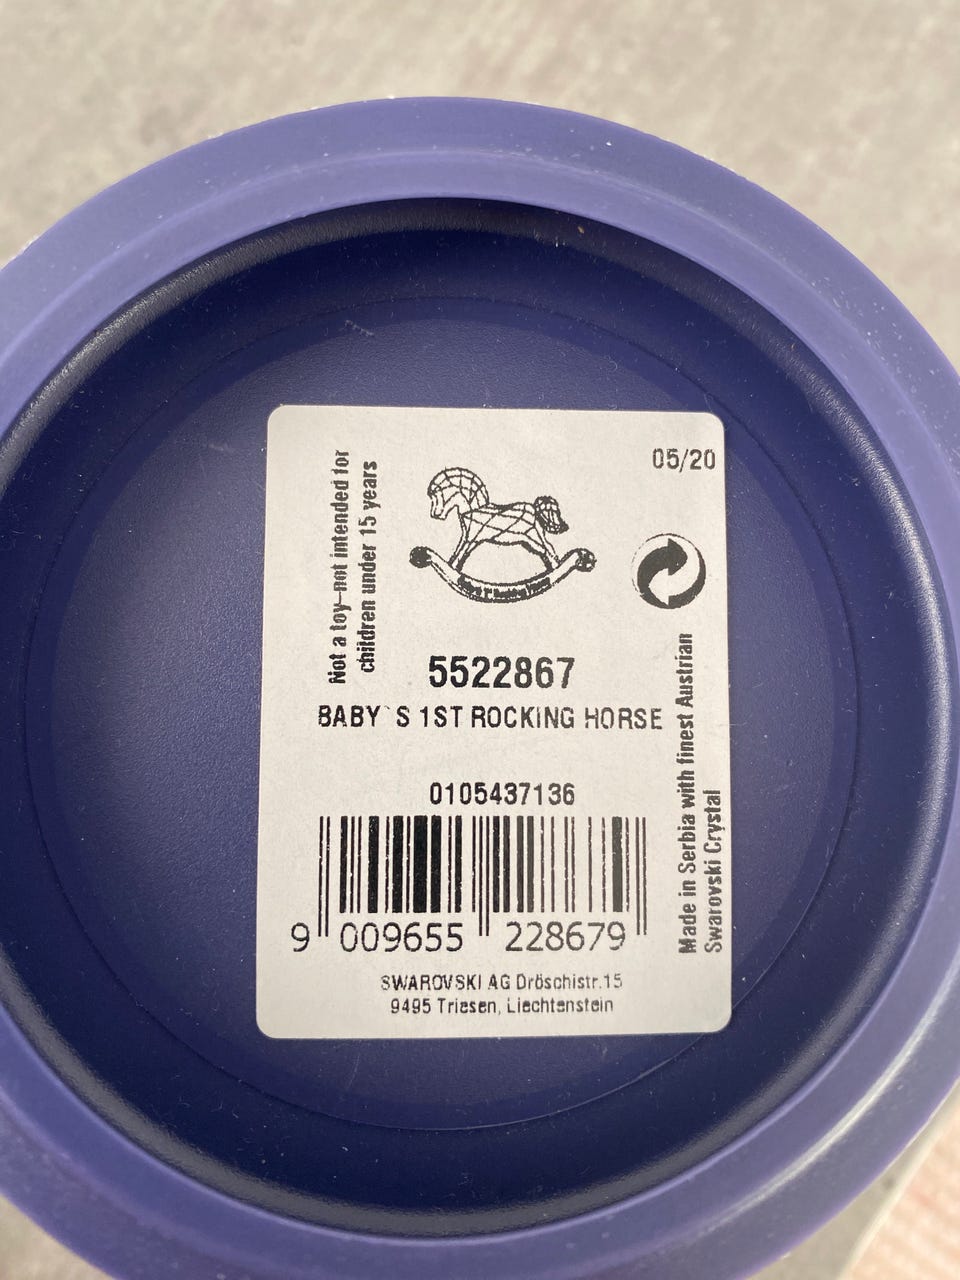 05/20
Not a toy-not intended for
children under 15 years
5522867
BABY`S 1ST ROCKING HORSE
0105437136
9 009655 228679
Made in Serbia with finest Austrian
Swarovski Crystal
SWAROVSKI AG Dröschistr.15
9495 Triesen, Liechtenstein